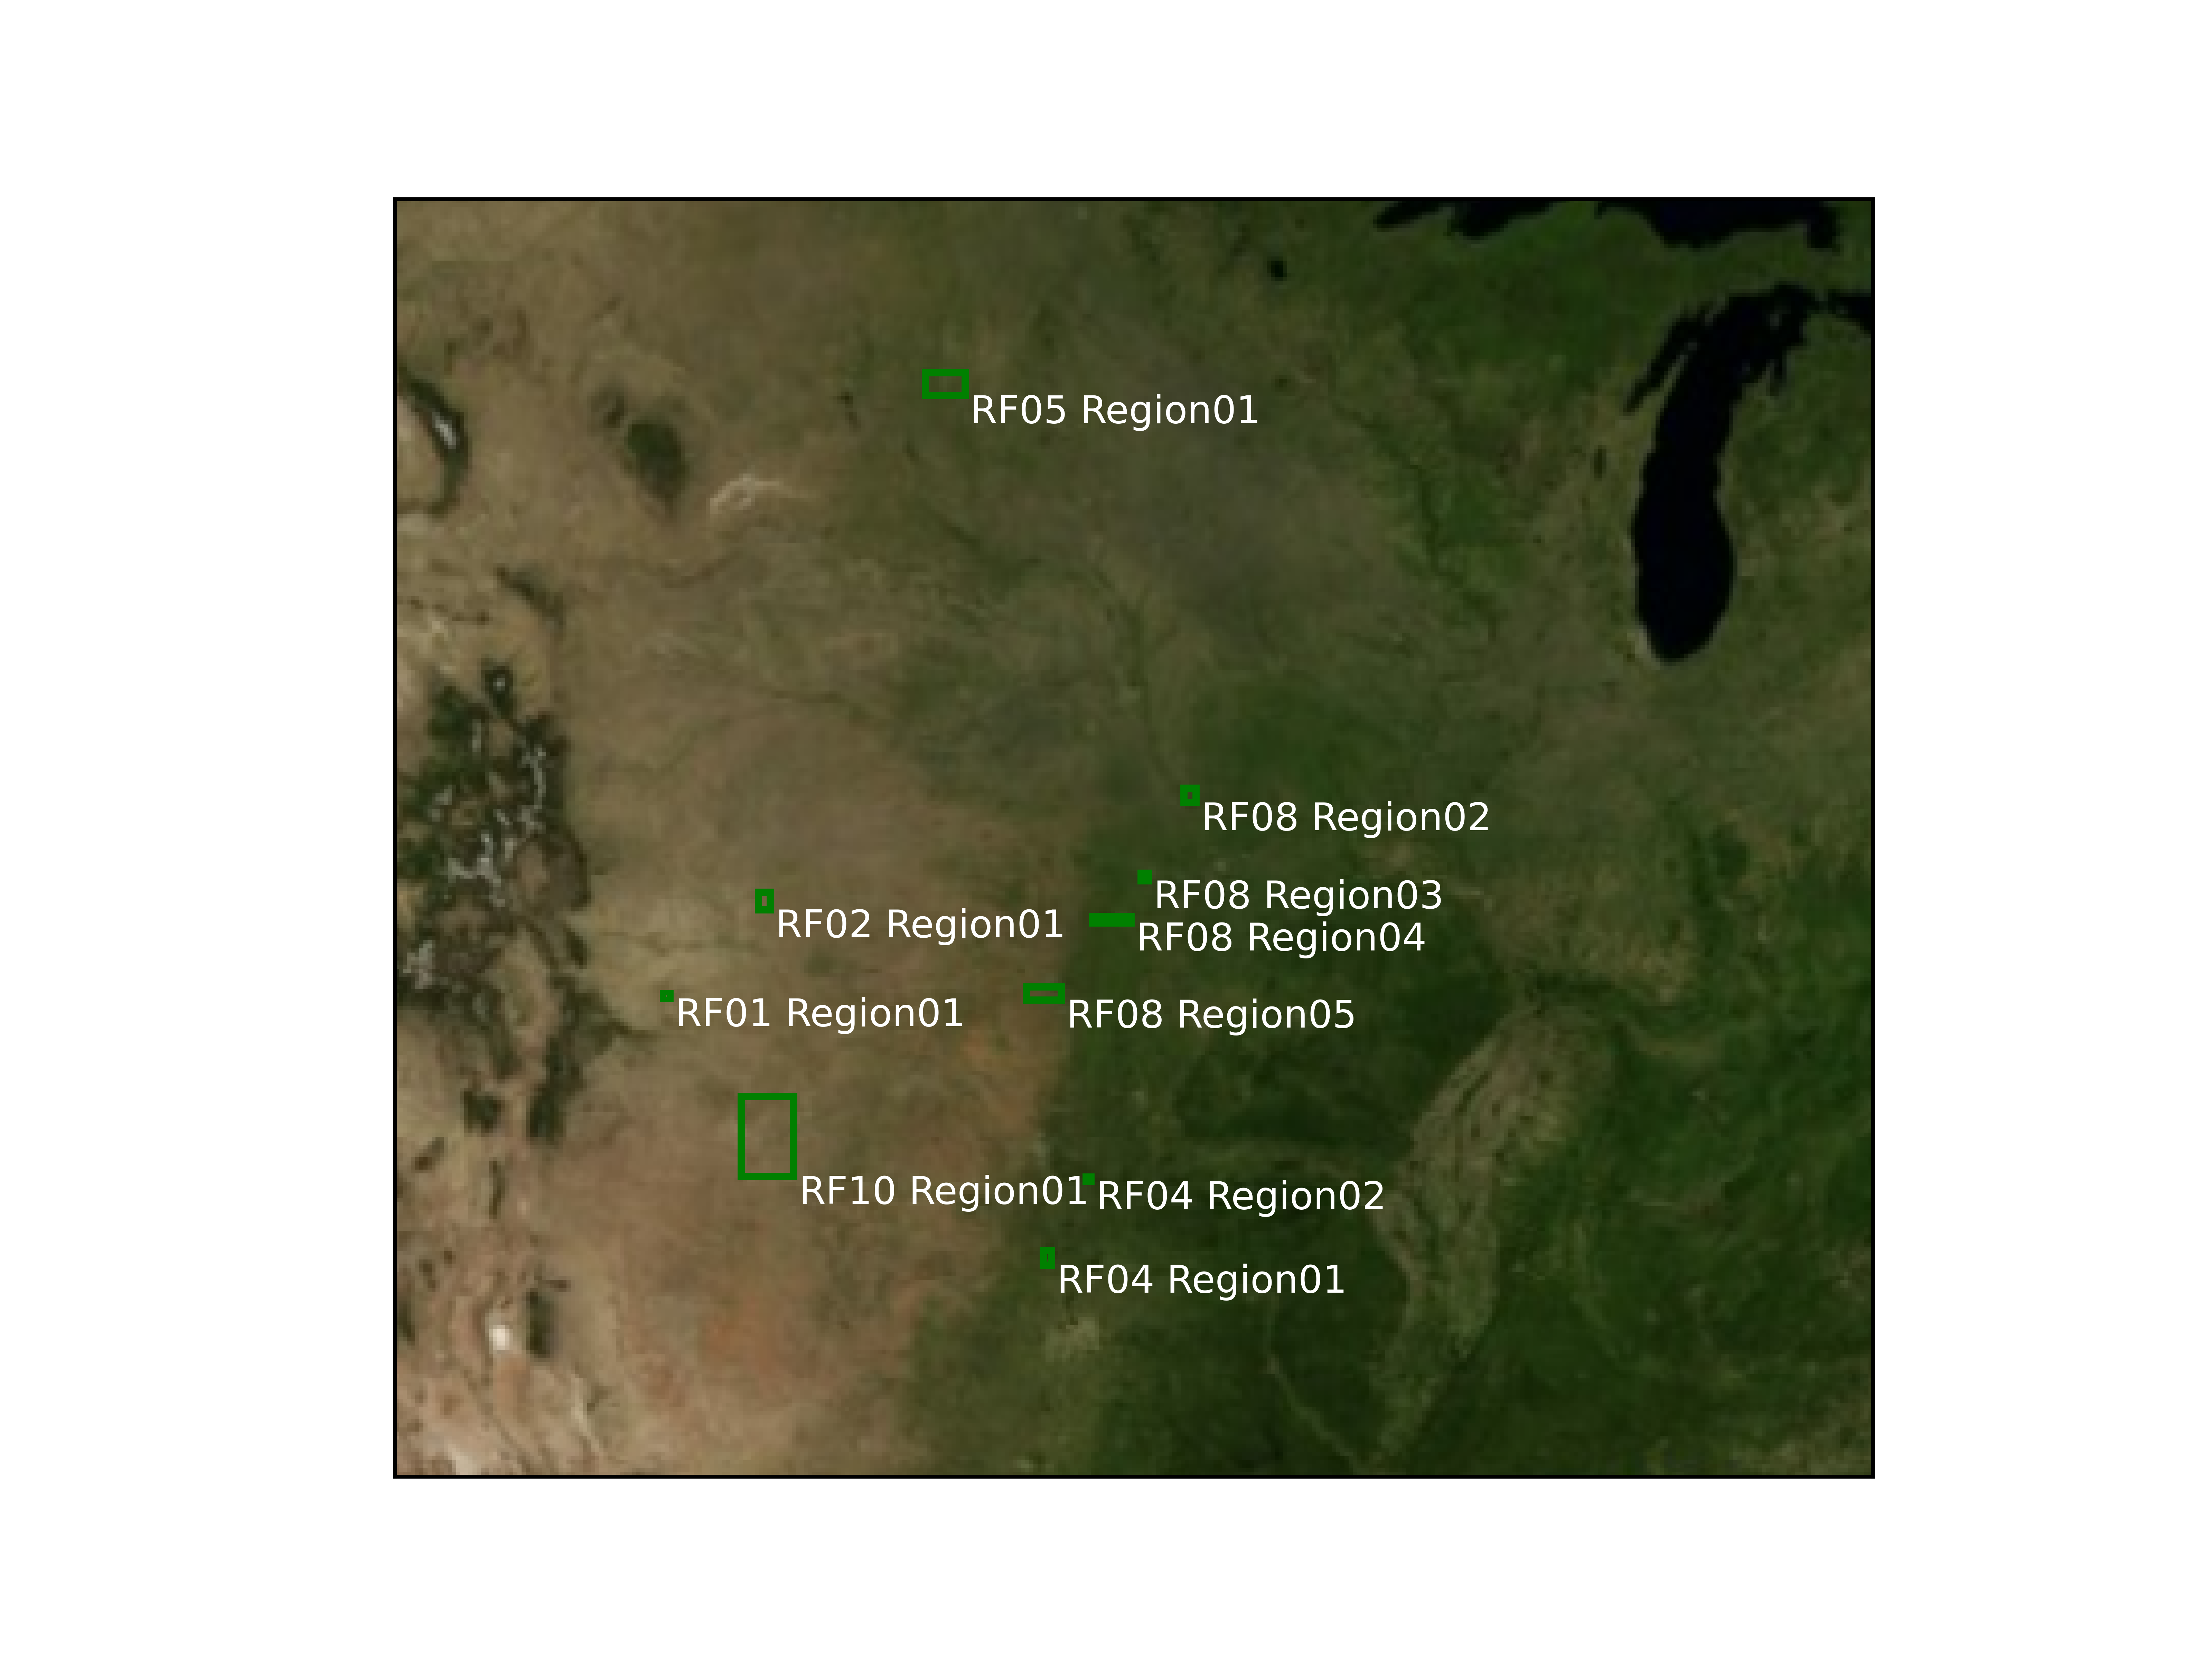 RF05 Region01
RF08 Region02
RF08 Region03
RF02 Region01
RF08 Region04
RF01 Region01
RF08 Region05
RF10 Region01
RF04 Region02
RF04 Region01